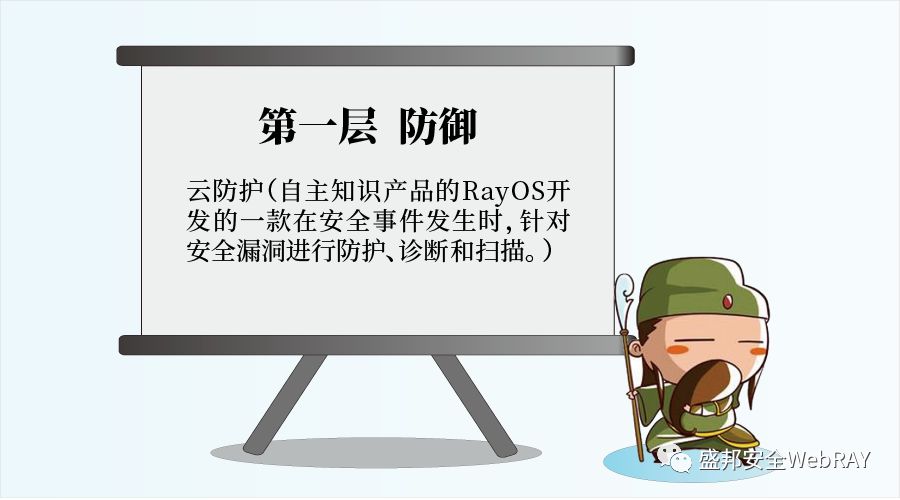 第一层 防御
云防护(自主知识产品的RayOS开
发的一款在安全事件发生时,针对
安全漏洞进行防护、诊断和扫描。)
盛邦安全WebRAY